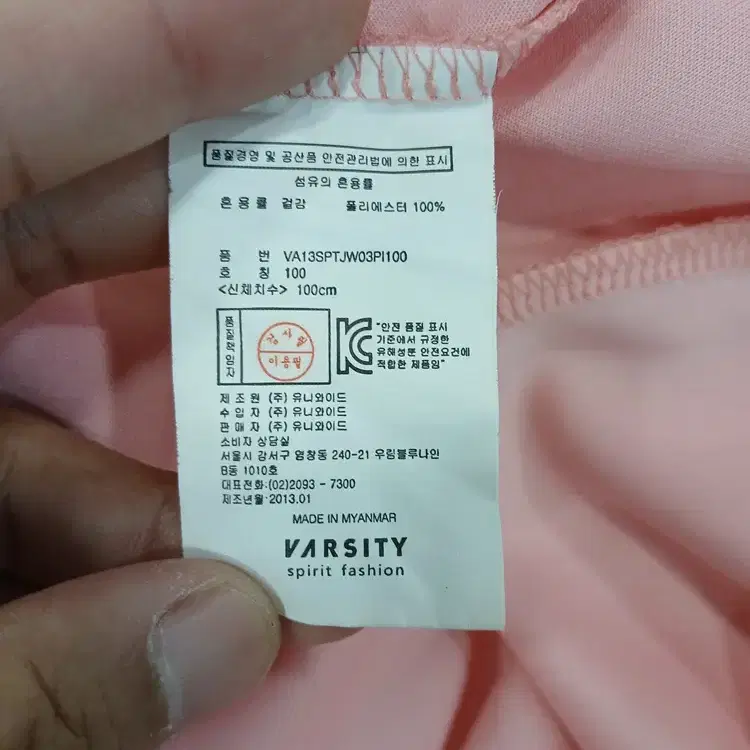 품질경영 및 공산품 안전관리법에 의한 표시
섬유의 혼용률
혼용률 겉감 폴리에스터 100%
품 번 VA13SPTJW03PI100
호 칭 100
<신체치수> 100cm
품질책임자
검사필
이용필
"안전 품질 표시
기준에서 규정한
유해성분 안전요건에
적합한 제품임"
제 조 원 (주) 유니와이드
수 입 자 (주) 유니와이드
판 매 자 (주) 유니와이드
소비자 상담실
서울시 강서구 염창동 240-21 우림블루나인
B동 1010호
대표전화:(02)2093 - 7300
제조년월:2013.01
MADE IN MYANMAR
VARSITY
spirit fashion